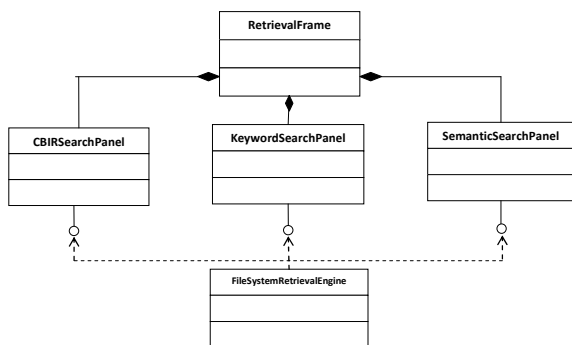 RetrievalFrame
CBIRSearchPanel
KeywordSearchPanel
SemanticSearchPanel
FileSystemRetrievalEngine